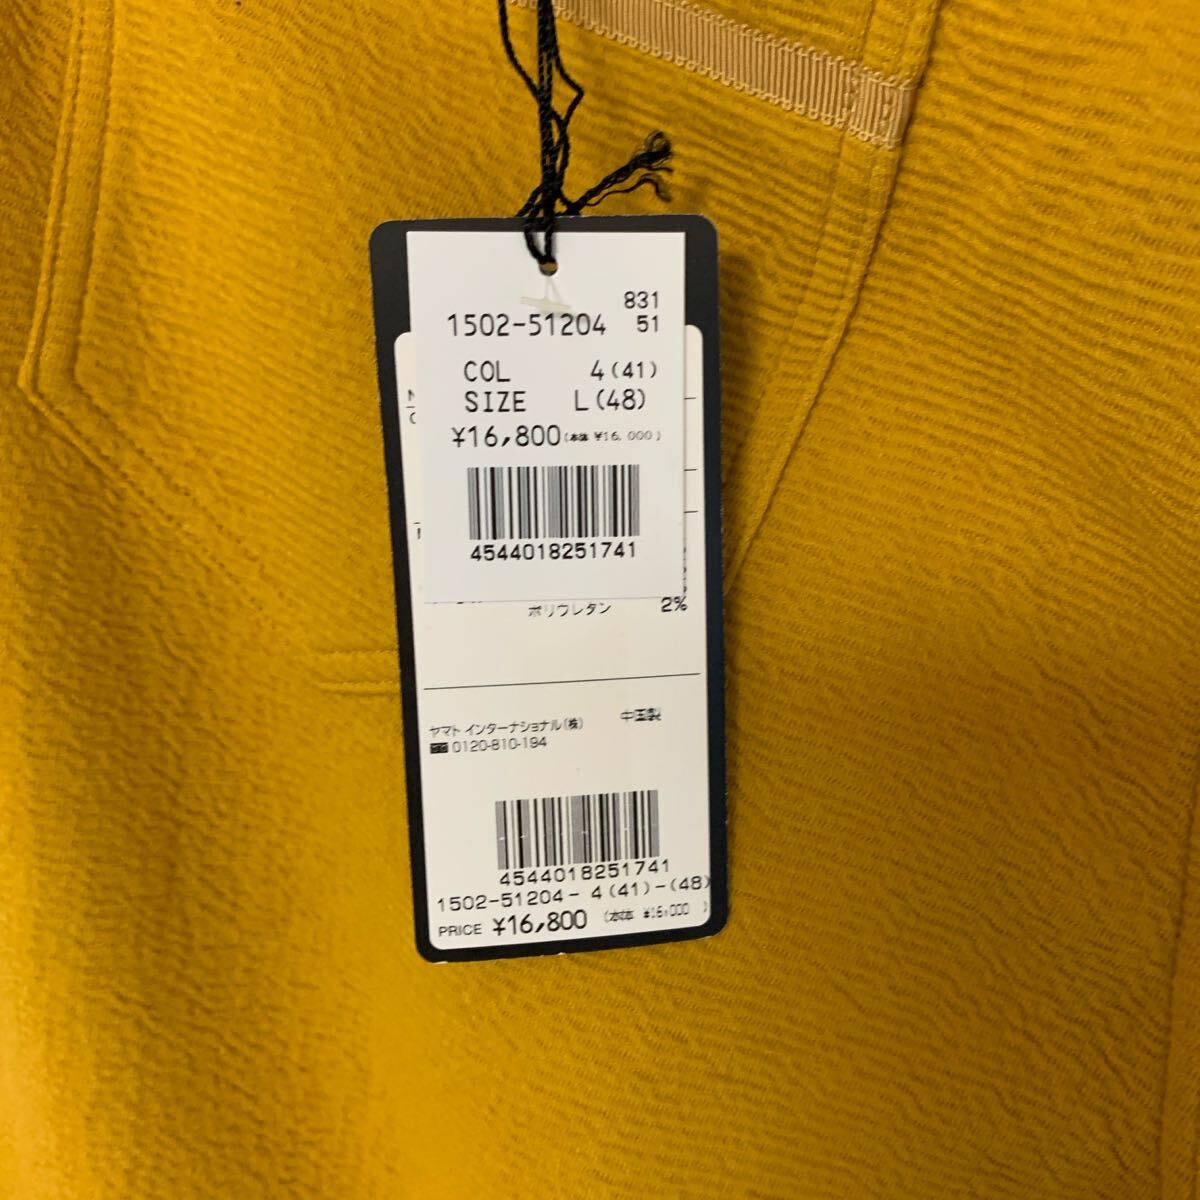 831
1502-51204 51
COL 4(41)
SIZE L(48)
¥16,800(本体 ¥16,000)
4544018251741
ポリウレタン 2%
ヤマト インターナショナル(株) 中国製
0120-810-194
4544018251741
1502-51204- 4(41)-(48)
PRICE ¥16,800 (本体 ¥16,000 )